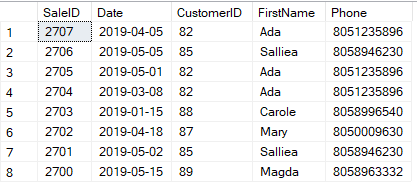 SaleID Date CustomerID FirstName Phone
1 2707 2019-04-05 82 Ada 8051235896
2 2706 2019-05-05 85 Salliea 8058946230
3 2705 2019-05-01 82 Ada 8051235896
4 2704 2019-03-08 82 Ada 8051235896
5 2703 2019-01-15 88 Carole 8058996540
6 2702 2019-04-18 87 Mary 8050009630
7 2701 2019-05-02 85 Salliea 8058946230
8 2700 2019-05-15 89 Magda 8058963332